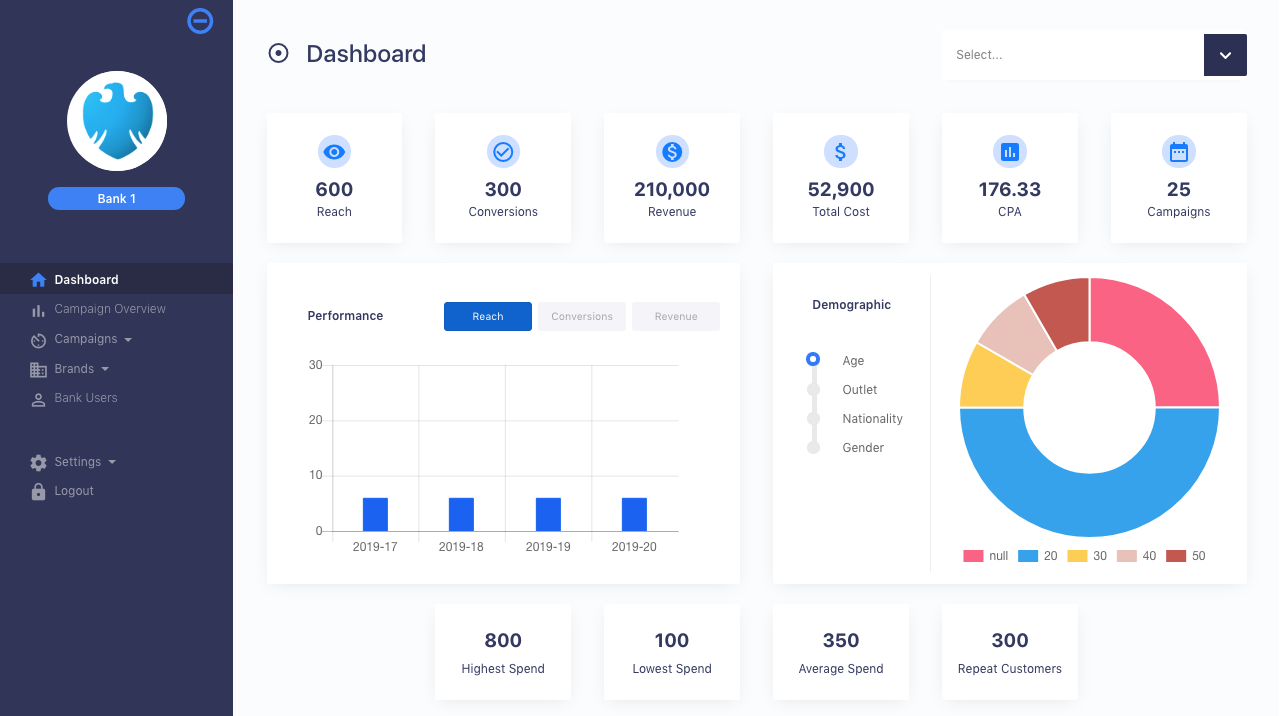 Dashboard
Select...
Bank 1
Dashboard
Campaign Overview
Campaigns
Brands
Bank Users
Settings
Logout
600
Reach
300
Conversions
210,000
Revenue
52,900
Total Cost
176.33
CPA
25
Campaigns
Performance
Reach
Conversions
Revenue
30
20
10
0
2019-17 2019-18 2019-19 2019-20
Demographic
Age
Outlet
Nationality
Gender
null 20 30 40 50
800
Highest Spend
100
Lowest Spend
350
Average Spend
300
Repeat Customers